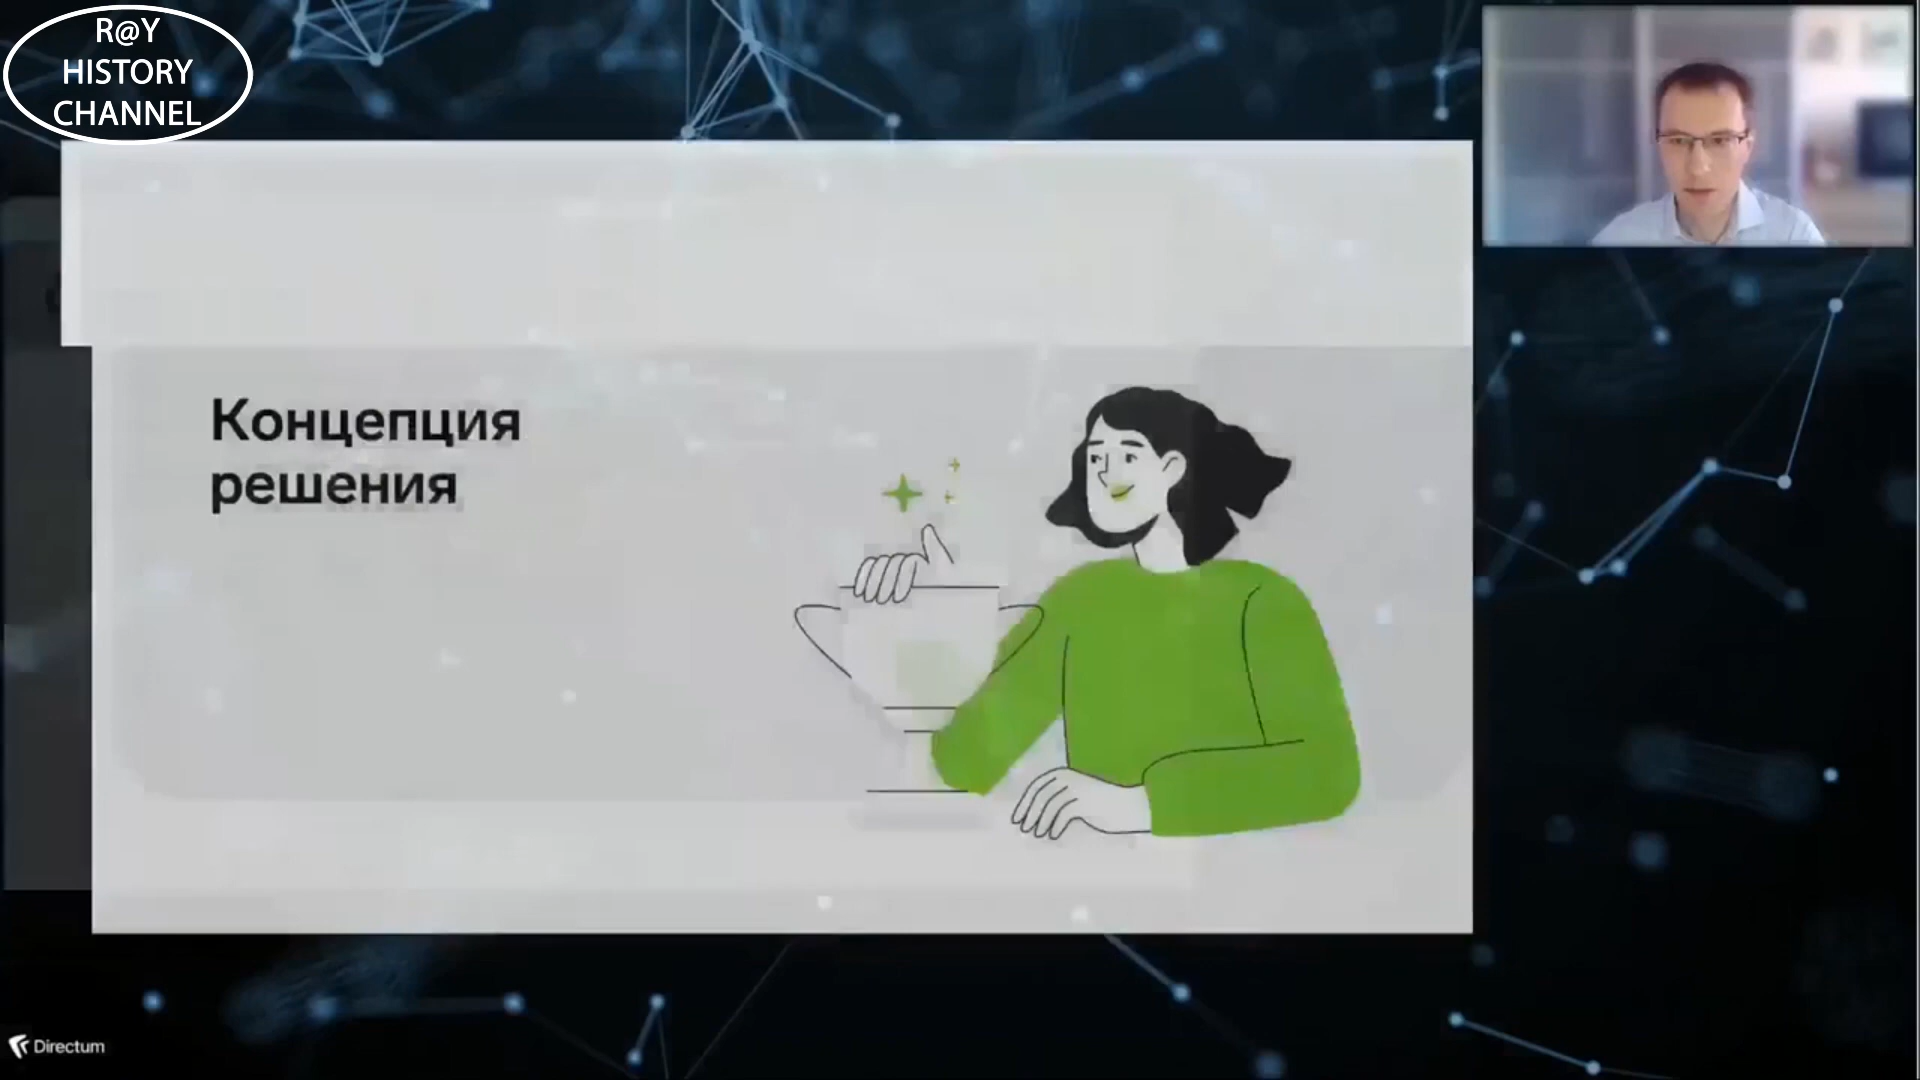 R@Y
HISTORY
CHANNEL
Концепция
решения
Directum